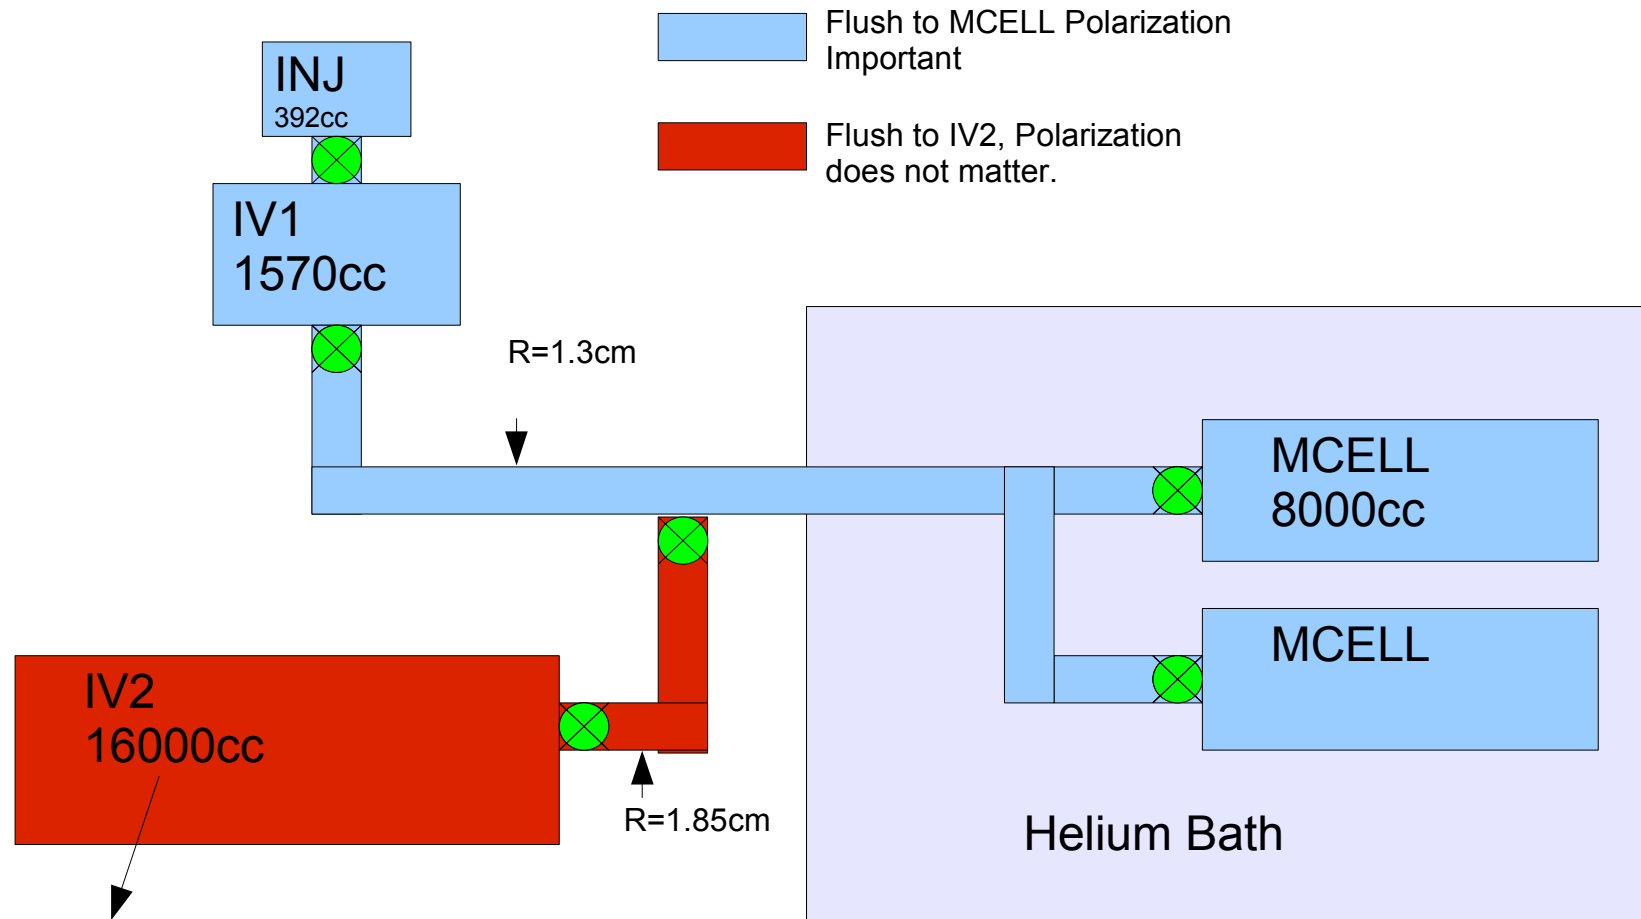 Flush to MCELL Polarization
Important
INJ
392cc
Flush to IV2, Polarization
does not matter.
IV1
1570cc
R=1.3cm
MCELL
8000cc
MCELL
IV2
16000cc
R=1.85cm
Helium Bath